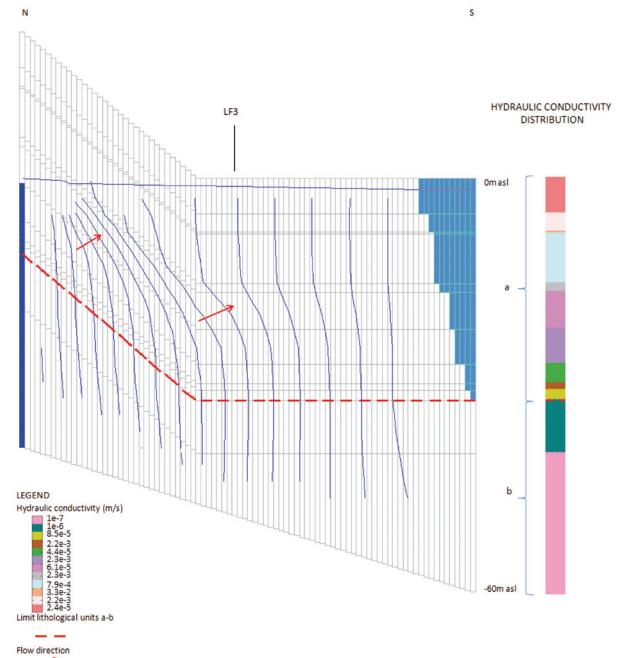 N
S
LF3
HYDRAULIC CONDUCTIVITY
DISTRIBUTION
0m asl
a
b
-60m asl
LEGEND
Hydraulic conductivity (m/s)
1e-7
1e-6
8.5e-5
2.2e-3
4.4e-5
2.3e-3
6.1e-5
2.3e-3
7.9e-4
3.3e-2
2.2e-3
2.4e-5
Limit lithological units a-b
Flow direction